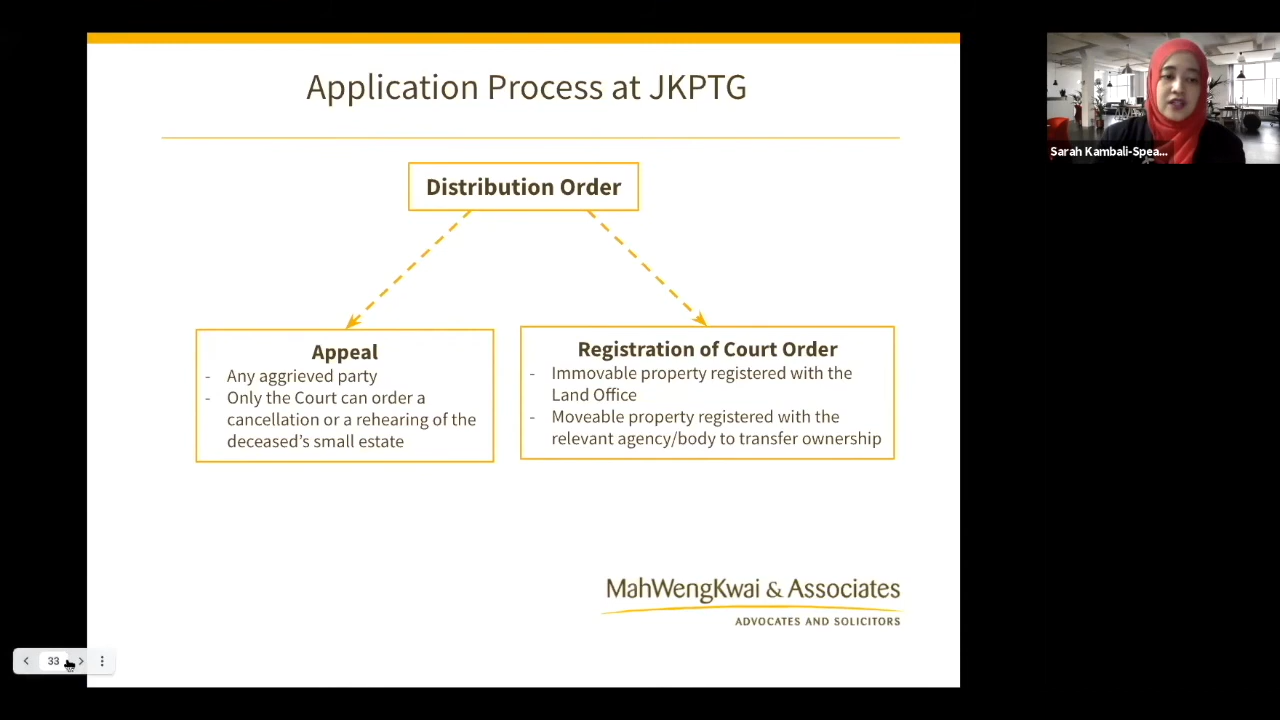 Application Process at JKPTG
Sarah Kambali-Spea...
Distribution Order
Appeal
- Any aggrieved party
- Only the Court can order a
cancellation or a rehearing of the
deceased's small estate
Registration of Court Order
- Immovable property registered with the
Land Office
- Moveable property registered with the
relevant agency/body to transfer ownership
MahWengKwai & Associates
ADVOCATES AND SOLICITORS
33